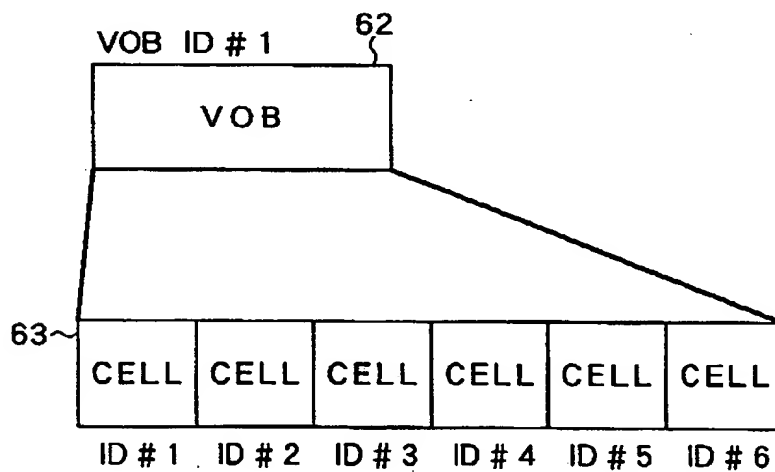 VOB ID # 1 62
VOB
63
CELL CELL CELL CELL CELL CELL
ID # 1 ID # 2 ID # 3 ID # 4 ID # 5 ID # 6